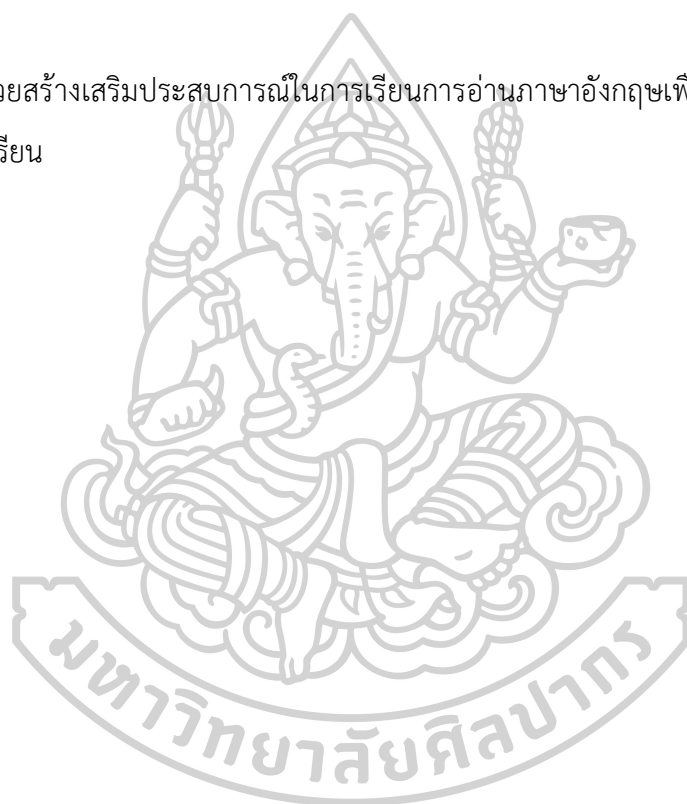 วยสร้างเสริมประสบการณ์ในการเรียนการอ่านภาษาอังกฤษเพื
รียน
มหาวิทยาลัยศิลปากร